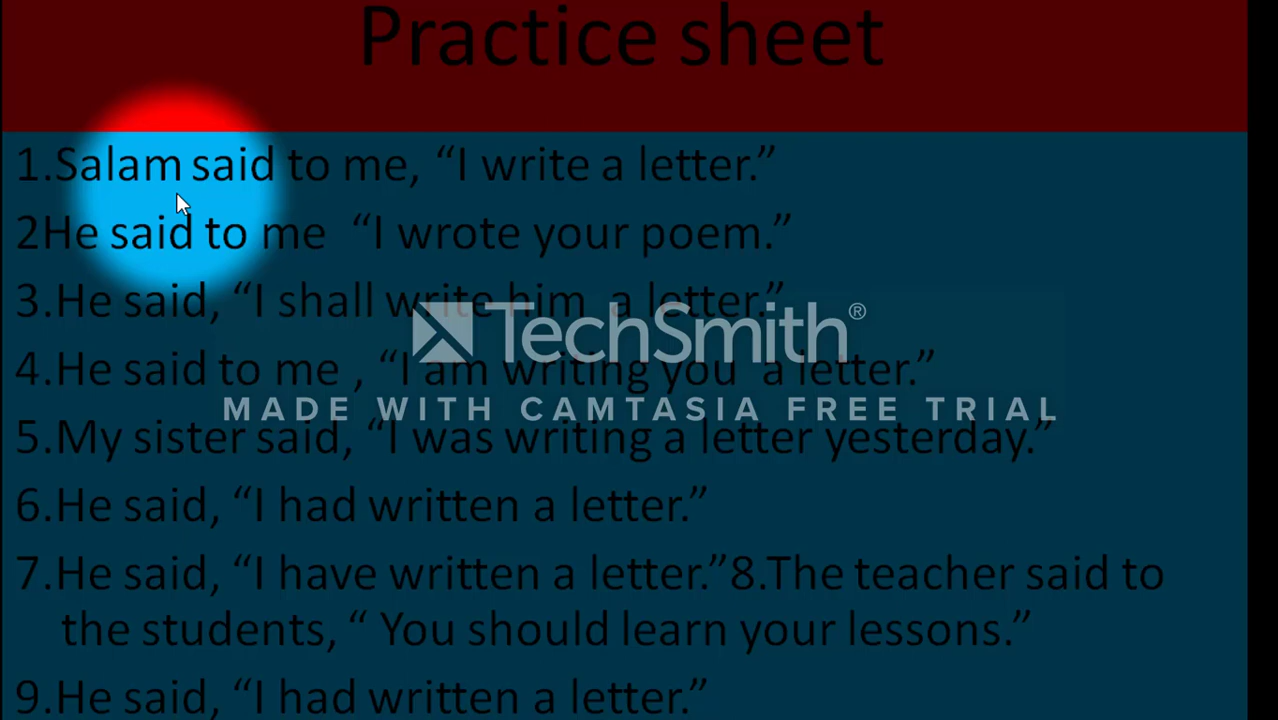 Practice sheet
1.Salam said to me, “I write a letter.”
2He said to me “I wrote your poem.”
3.He said, “I shall write him a letter.”
TechSmith®
4.He said to me , “I am writing you a letter.”
MADE WITH CAMTASIA FREE TRIAL
5.My sister said, “I was writing a letter yesterday.”
6.He said, “I had written a letter.”
7.He said, “I have written a letter.”8.The teacher said to
the students, “ You should learn your lessons.”
9.He said, “I had written a letter.”